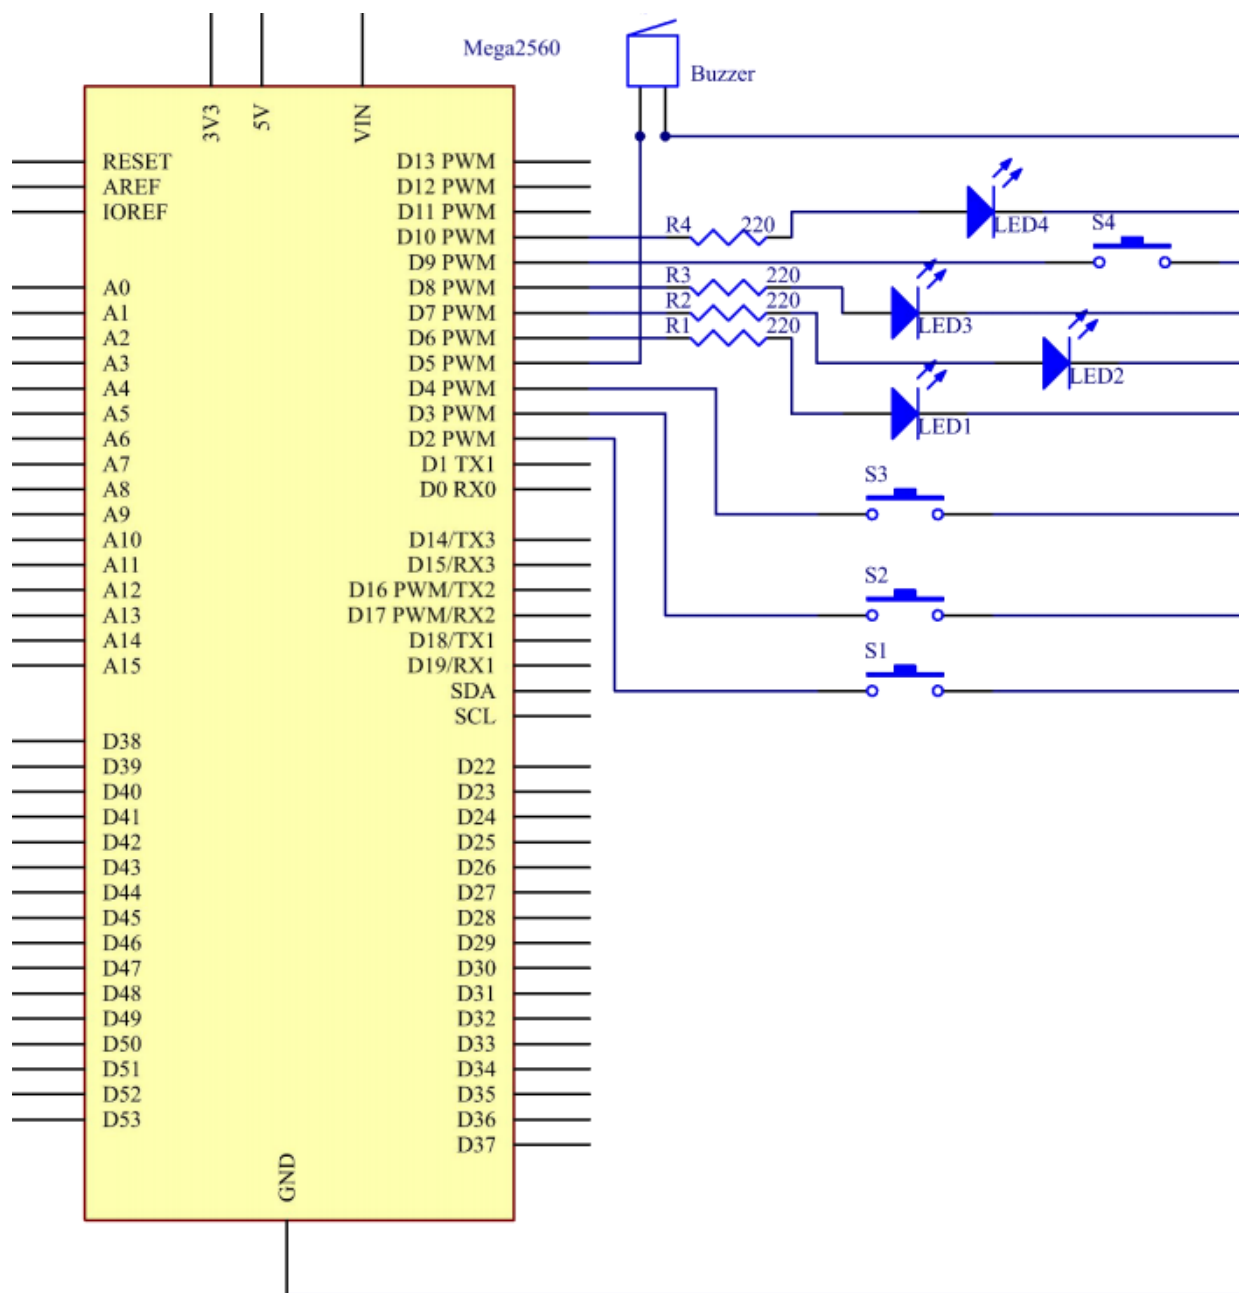 Mega2560
Buzzer
3V3
5V
VIN
RESET
AREF
IOREF
A0
A1
A2
A3
A4
A5
A6
A7
A8
A9
A10
A11
A12
A13
A14
A15
D38
D39
D40
D41
D42
D43
D44
D45
D46
D47
D48
D49
D50
D51
D52
D53
D13 PWM
D12 PWM
D11 PWM
D10 PWM
D9 PWM
D8 PWM
D7 PWM
D6 PWM
D5 PWM
D4 PWM
D3 PWM
D2 PWM
D1 TX1
D0 RX0
D14/TX3
D15/RX3
D16 PWM/TX2
D17 PWM/RX2
D18/TX1
D19/RX1
SDA
SCL
D22
D23
D24
D25
D26
D27
D28
D29
D30
D31
D32
D33
D34
D35
D36
D37
GND
R4 220
LED4
S4
R3 220
R2 220
R1 220
LED3
LED2
LED1
S3
S2
S1